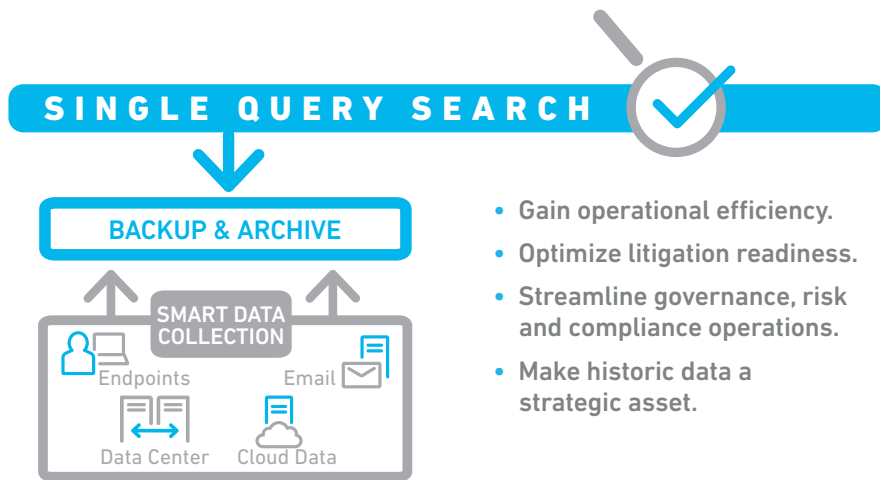 SINGLE QUERY SEARCH
BACKUP & ARCHIVE
SMART DATA
COLLECTION
Endpoints
Email
Data Center
Cloud Data
• Gain operational efficiency.
• Optimize litigation readiness.
• Streamline governance, risk
and compliance operations.
• Make historic data a
strategic asset.